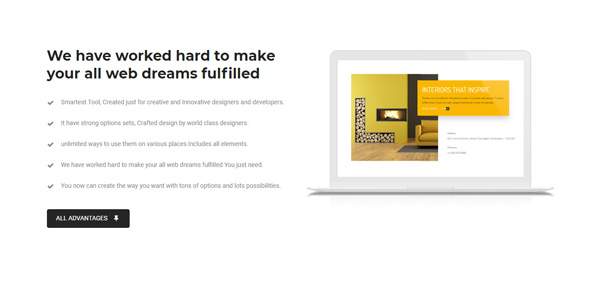 We have worked hard to make
your all web dreams fulfilled
Smartest Tool, Created just for creative and Innovative designers and developers.
It have strong option sets, Crafted design by world class designers.
unlimited ways to use them on various places Includes all elements.
We have worked hard to make your all web dreams fulfilled You just need.
You now can create the way you want with tons of options and lots possibilities.
ALL ADVANTAGES
INTERIORS THAT INSPIRE